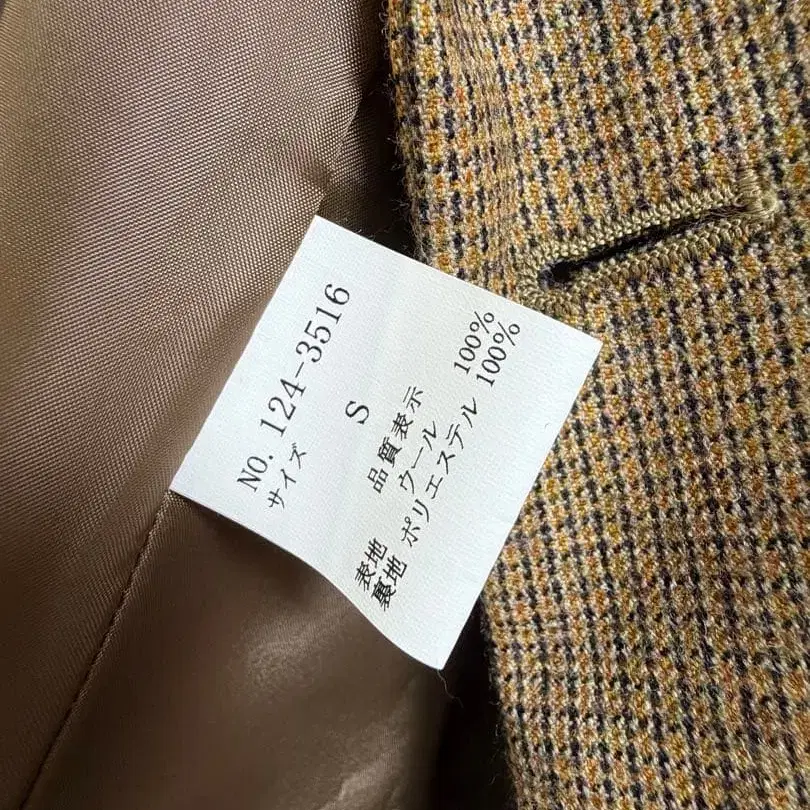 NO. 124-3516
サイズ
S
品質表示
表地 ウール 100%
裏地 ポリエステル 100%